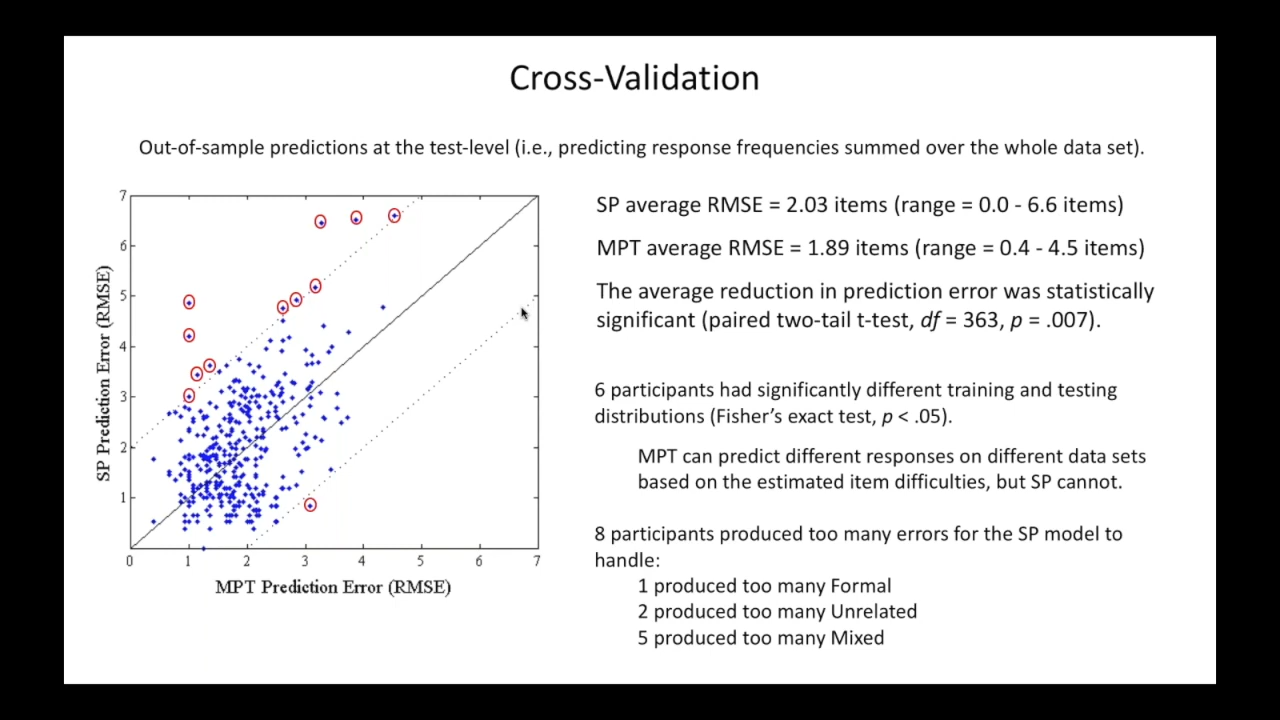 Cross-Validation
Out-of-sample predictions at the test-level (i.e., predicting response frequencies summed over the whole data set).
7
6
5
4
3
2
1
SP Prediction Error (RMSE)
0
1
2
3
4
5
6
7
MPT Prediction Error (RMSE)
SP average RMSE = 2.03 items (range = 0.0 - 6.6 items)
MPT average RMSE = 1.89 items (range = 0.4 - 4.5 items)
The average reduction in prediction error was statistically
significant (paired two-tail t-test, df = 363, p = .007).
6 participants had significantly different training and testing
distributions (Fisher’s exact test, p < .05).
MPT can predict different responses on different data sets
based on the estimated item difficulties, but SP cannot.
8 participants produced too many errors for the SP model to
handle:
1 produced too many Formal
2 produced too many Unrelated
5 produced too many Mixed